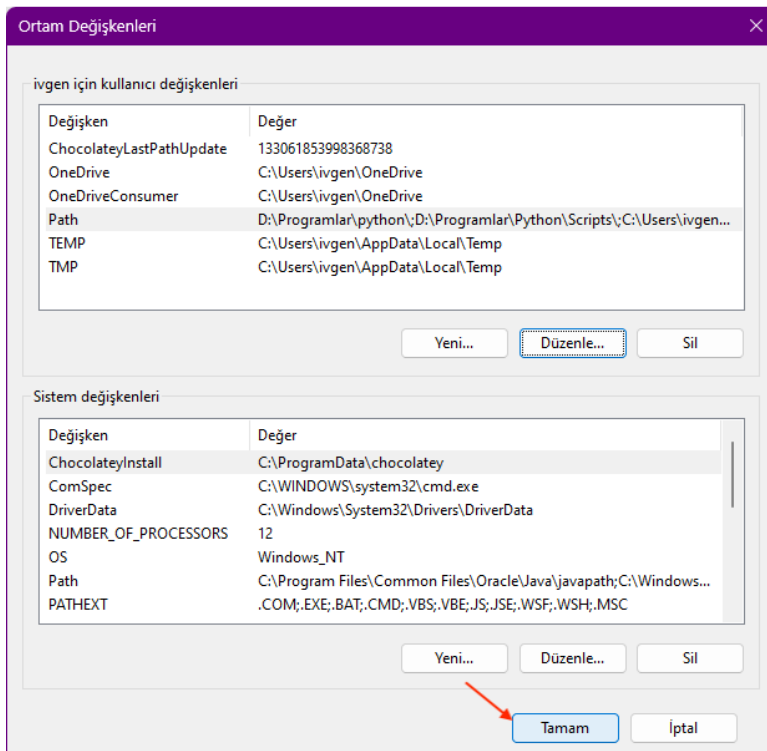 Ortam Değişkenleri
ivgen için kullanıcı değişkenleri
Değişken Değer
ChocolateyLastPathUpdate 133061853998368738
OneDrive C:\Users\ivgen\OneDrive
OneDriveConsumer C:\Users\ivgen\OneDrive
Path D:\Programlar\python\;D:\Programlar\Python\Scripts\;C:\Users\ivgen...
TEMP C:\Users\ivgen\AppData\Local\Temp
TMP C:\Users\ivgen\AppData\Local\Temp
Yeni... Düzenle... Sil
Sistem değişkenleri
Değişken Değer
ChocolateyInstall C:\ProgramData\chocolatey
ComSpec C:\WINDOWS\system32\cmd.exe
DriverData C:\Windows\System32\Drivers\DriverData
NUMBER_OF_PROCESSORS 12
OS Windows_NT
Path C:\Program Files\Common Files\Oracle\Java\javapath;C:\Windows...
PATHEXT .COM;.EXE;.BAT;.CMD;.VBS;.VBE;.JS;.JSE;.WSF;.WSH;.MSC
Yeni... Düzenle... Sil
Tamam İptal